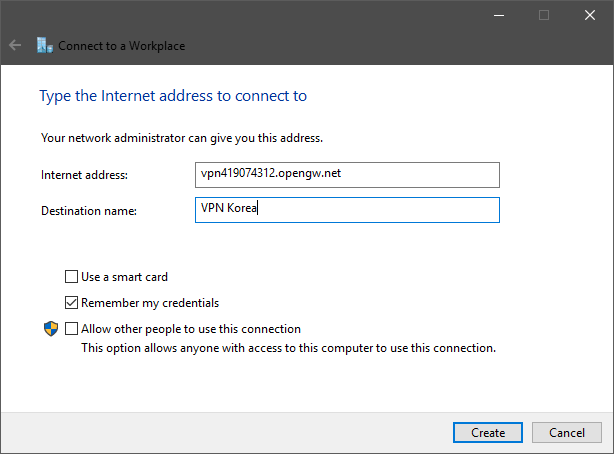 Connect to a Workplace
Type the Internet address to connect to
Your network administrator can give you this address.
Internet address:
vpn419074312.opengw.net
Destination name:
VPN Korea
Use a smart card
Remember my credentials
Allow other people to use this connection
This option allows anyone with access to this computer to use this connection.
Create
Cancel